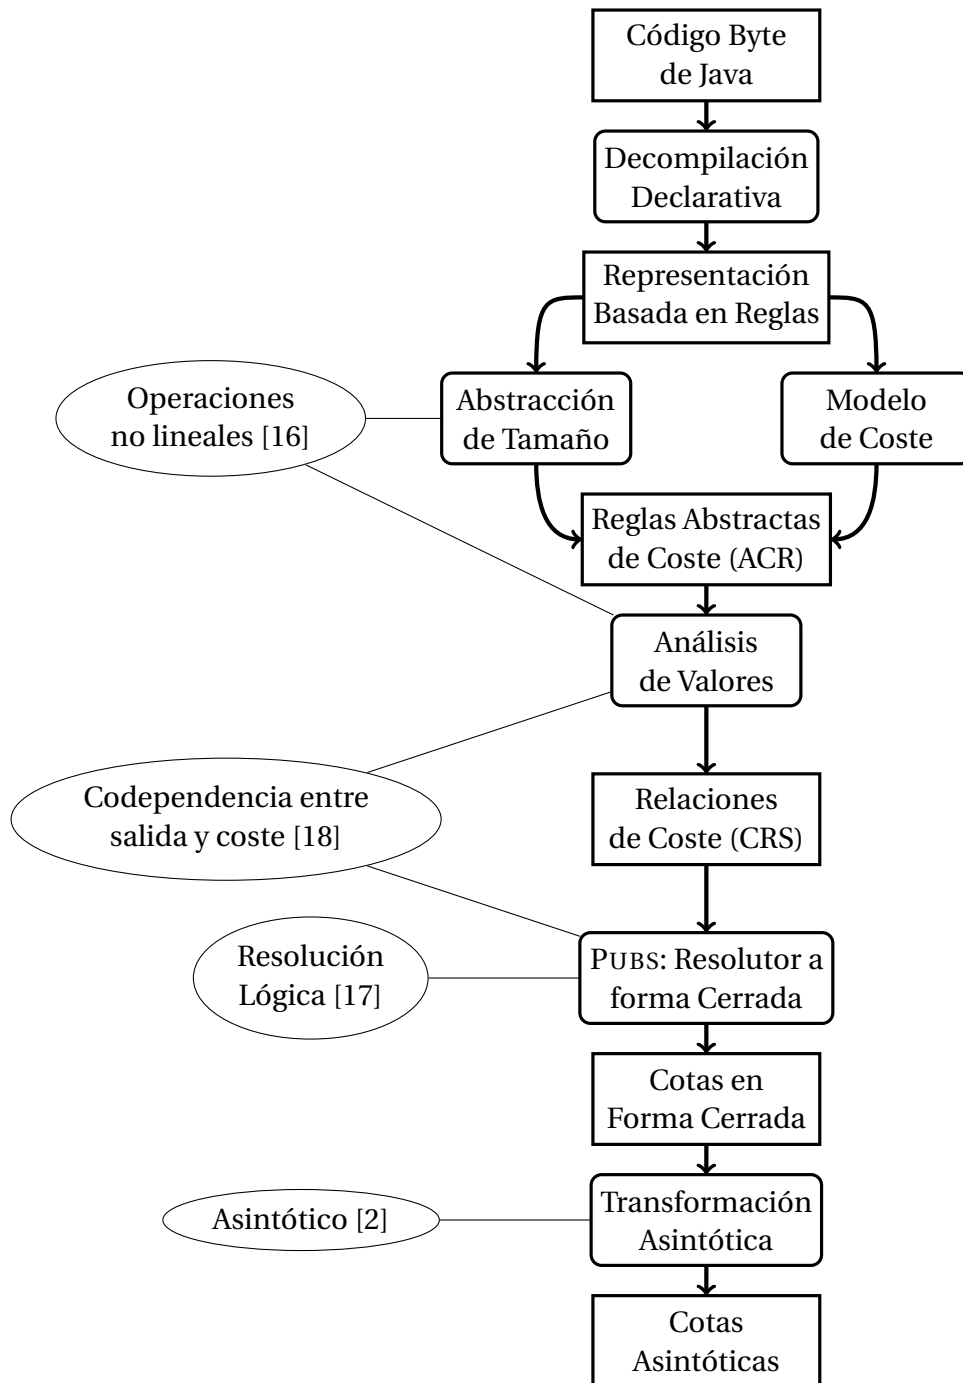 Código Byte
de Java
Decompilación
Declarativa
Representación
Basada en Reglas
Operaciones
no lineales [16]
Abstracción
de Tamaño
Modelo
de Coste
Reglas Abstractas
de Coste (ACR)
Análisis
de Valores
Codependencia entre
salida y coste [18]
Relaciones
de Coste (CRS)
Resolución
Lógica [17]
PUBS: Resolutor a
forma Cerrada
Cotas en
Forma Cerrada
Asintótico [2]
Transformación
Asintótica
Cotas
Asintóticas